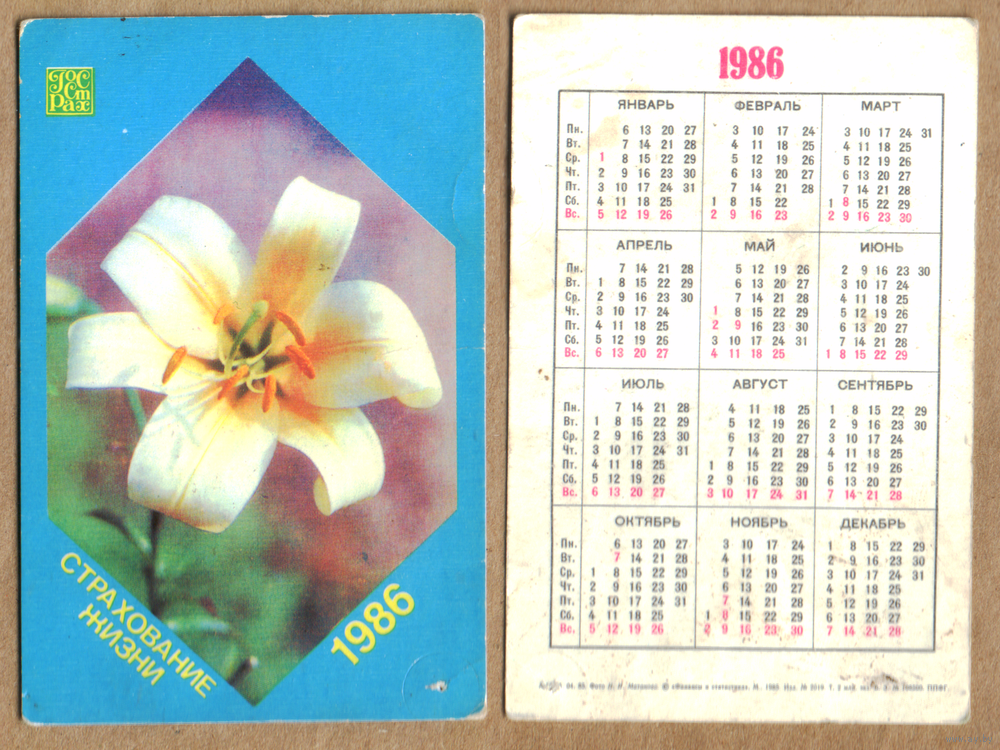 Гос
Ст
Рах
СТРАХОВАНИЕ
ЖИЗНИ
1986
1986
ЯНВАРЬ ФЕВРАЛЬ МАРТ
Пн. 6 13 20 27 3 10 17 24 3 10 17 24 31
Вт. 7 14 21 28 4 11 18 25 4 11 18 25
Ср. 1 8 15 22 29 5 12 19 26 5 12 19 26
Чт. 2 9 16 23 30 6 13 20 27 6 13 20 27
Пт. 3 10 17 24 31 7 14 21 28 7 14 21 28
Сб. 4 11 18 25 1 8 15 22 1 8 15 22 29
Вс. 5 12 19 26 2 9 16 23 2 9 16 23 30
АПРЕЛЬ МАЙ ИЮНЬ
Пн. 7 14 21 28 5 12 19 26 2 9 16 23 30
Вт. 1 8 15 22 29 6 13 20 27 3 10 17 24
Ср. 2 9 16 23 30 7 14 21 28 4 11 18 25
Чт. 3 10 17 24 1 8 15 22 29 5 12 19 26
Пт. 4 11 18 25 2 9 16 23 30 6 13 20 27
Сб. 5 12 19 26 3 10 17 24 31 7 14 21 28
Вс. 6 13 20 27 4 11 18 25 1 8 15 22 29
ИЮЛЬ АВГУСТ СЕНТЯБРЬ
Пн. 7 14 21 28 4 11 18 25 1 8 15 22 29
Вт. 1 8 15 22 29 5 12 19 26 2 9 16 23 30
Ср. 2 9 16 23 30 6 13 20 27 3 10 17 24
Чт. 3 10 17 24 31 7 14 21 28 4 11 18 25
Пт. 4 11 18 25 1 8 15 22 29 5 12 19 26
Сб. 5 12 19 26 2 9 16 23 30 6 13 20 27
Вс. 6 13 20 27 3 10 17 24 31 7 14 21 28
ОКТЯБРЬ НОЯБРЬ ДЕКАБРЬ
Пн. 6 13 20 27 3 10 17 24 1 8 15 22 29
Вт. 7 14 21 28 4 11 18 25 2 9 16 23 30
Ср. 1 8 15 22 29 5 12 19 26 3 10 17 24 31
Чт. 2 9 16 23 30 6 13 20 27 4 11 18 25
Пт. 3 10 17 24 31 7 14 21 28 5 12 19 26
Сб. 4 11 18 25 1 8 15 22 29 6 13 20 27
Вс. 5 12 19 26 2 9 16 23 30 7 14 21 28
Фото «Финансы и статистика», М., 1985. Изд. № ППФГ.